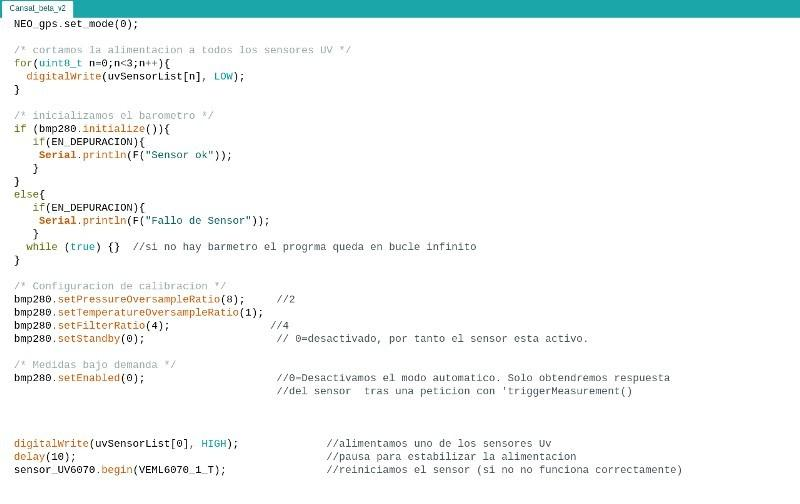 Cansat_beta_v2
NEO_gps.set_mode(0);
/* cortamos la alimentacion a todos los sensores UV */
for(uint8_t n=0;n<3;n++){
digitalWrite(uvSensorList[n], LOW);
}
/* inicializamos el barometro */
if (bmp280.initialize()){
if(EN_DEPURACION){
Serial.println(F("Sensor ok"));
}
}
else{
if(EN_DEPURACION){
Serial.println(F("Fallo de Sensor"));
}
while (true) {}  //si no hay barmetro el progrma queda en bucle infinito
}
/* Configuracion de calibracion */
bmp280.setPressureOversampleRatio(8);     //2
bmp280.setTemperatureOversampleRatio(1);
bmp280.setFilterRatio(4);                //4
bmp280.setStandby(0);                     // 0=desactivado, por tanto el sensor esta activo.
/* Medidas bajo demanda */
bmp280.setEnabled(0);                     //0=Desactivamos el modo automatico. Solo obtendremos respuesta
//del sensor  tras una peticion con 'triggerMeasurement()
digitalWrite(uvSensorList[0], HIGH);              //alimentamos uno de los sensores Uv
delay(10);                                        //pausa para estabilizar la alimentacion
sensor_UV6070.begin(VEML6070_1_T);                //reiniciamos el sensor (si no no funciona correctamente)